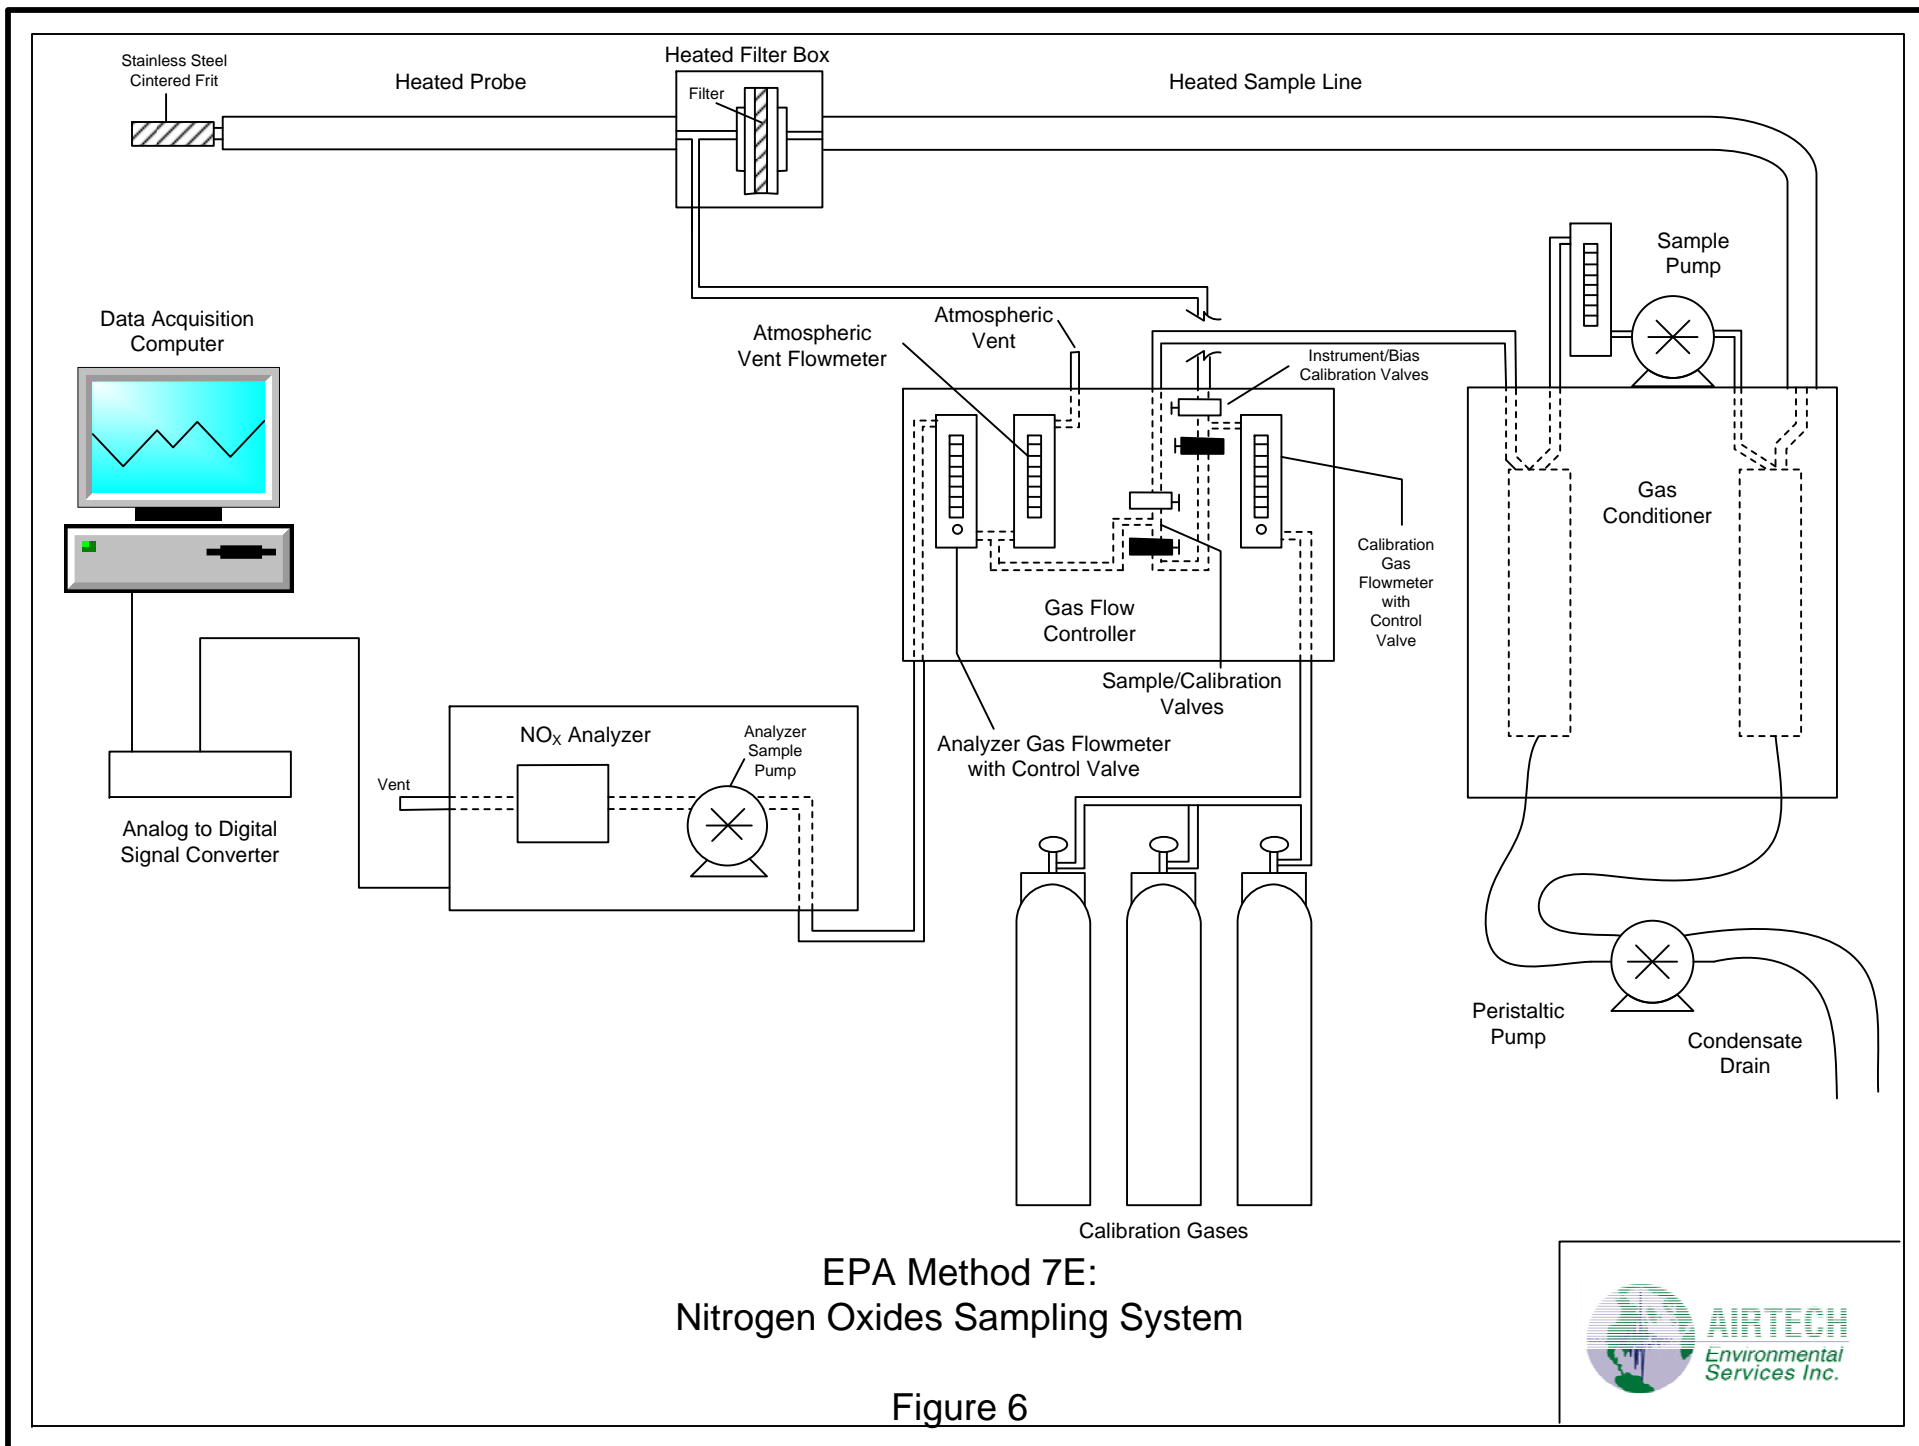 Stainless Steel
Cintered Frit
Heated Probe
Heated Filter Box
Filter
Heated Sample Line
Sample
Pump
Data Acquisition
Computer
Atmospheric
Vent Flowmeter
Atmospheric
Vent
Instrument/Bias
Calibration Valves
Gas
Conditioner
Calibration
Gas
Flowmeter
with
Control
Valve
Gas Flow
Controller
Sample/Calibration
Valves
Analyzer Gas Flowmeter
with Control Valve
NOX Analyzer
Analyzer
Sample
Pump
Vent
Analog to Digital
Signal Converter
Peristaltic
Pump
Condensate
Drain
Calibration Gases
EPA Method 7E:
Nitrogen Oxides Sampling System
Figure 6
AIRTECH
Environmental
Services Inc.